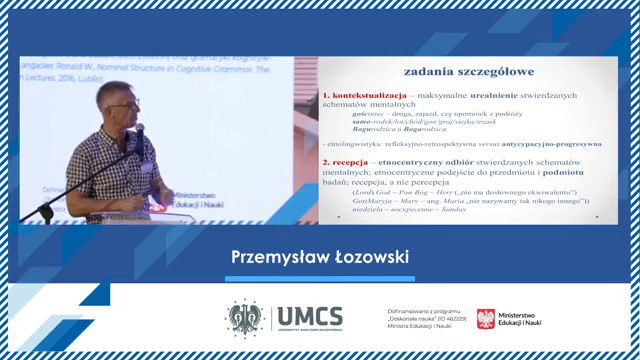 angacker, Ronald W., Nominal Structure in Cognitive Grammar. The
n Lectures, 2016, Lublin).
Ministerstwo
Edukacji i Nauki
zadania szczegółowe
1. kontekstualizacja – maksymalne urealnienie stwierdzanych
schematów mentalnych
gościniec – droga, zajazd, czy upominek z podróży
samo-rodek/lot/chód/gon/graj/siejka/trzask
Bogurodzica a Bogarodzica
- etnolingwistyka: refleksyjno-retrospektywna versus antycypacyjno-progresywna
2. recepcja – etnocentryczny odbiór stwierdzanych schematów
mentalnych; etnocentryczne podejście do przedmiotu i podmiotu
badań; recepcja, a nie percepcja
(Lord) God – Pan Bóg – Herr („nie ma dosłownego ekwiwalentu")
GottMaryja – Mary – ang. Maria „nie nazywamy tak nikogo innego"))
niedziela – воскресение – Sunday
Przemysław Łozowski
UMCS
UNIWERSYTET MARII CURIE-SKŁODOWSKIEJ
Dofinansowano z programu
„Doskonała nauka" (ID 462229)
Ministra Edukacji i Nauki
Ministerstwo
Edukacji i Nauki